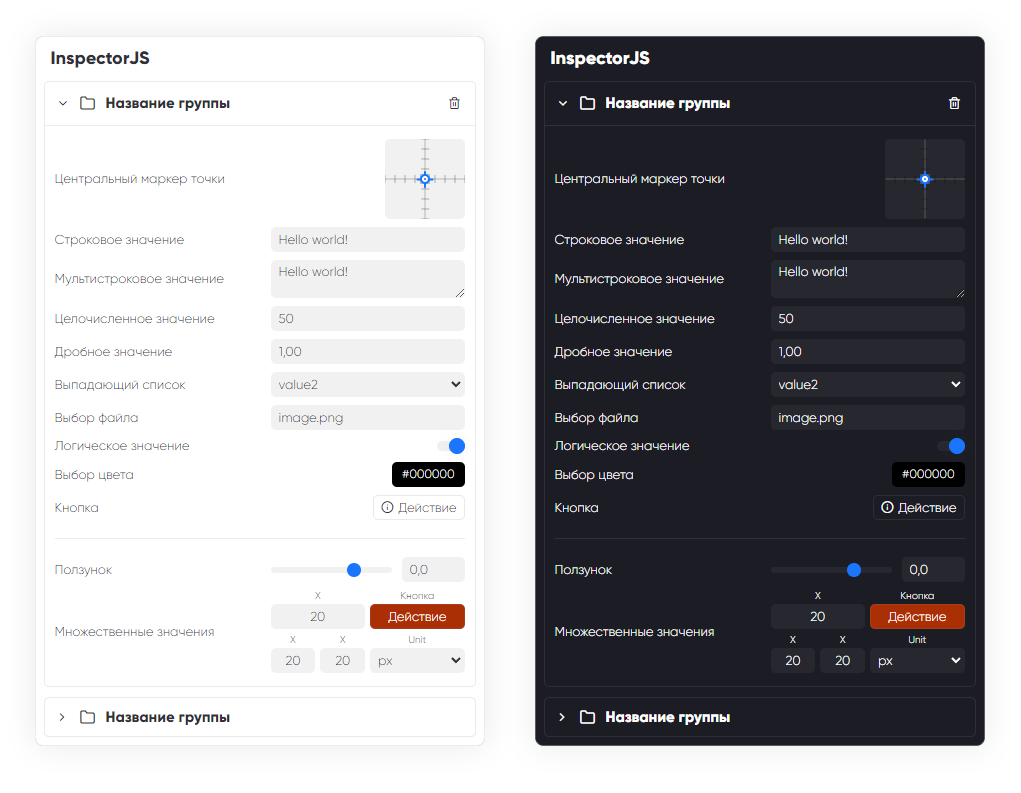 InspectorJS
Название группы
Центральный маркер точки
Строковое значение
Hello world!
Мультистроковое значение
Hello world!
Целочисленное значение
50
Дробное значение
1,00
Выпадающий список
value2
Выбор файла
image.png
Логическое значение
Выбор цвета
#000000
Кнопка
Действие
Ползунок
0,0
X Кнопка
Множественные значения
20 Действие
X X Unit
20 20 px
Название группы
InspectorJS
Название группы
Центральный маркер точки
Строковое значение
Hello world!
Мультистроковое значение
Hello world!
Целочисленное значение
50
Дробное значение
1,00
Выпадающий список
value2
Выбор файла
image.png
Логическое значение
Выбор цвета
#000000
Кнопка
Действие
Ползунок
0,0
X Кнопка
Множественные значения
20 Действие
X X Unit
20 20 px
Название группы